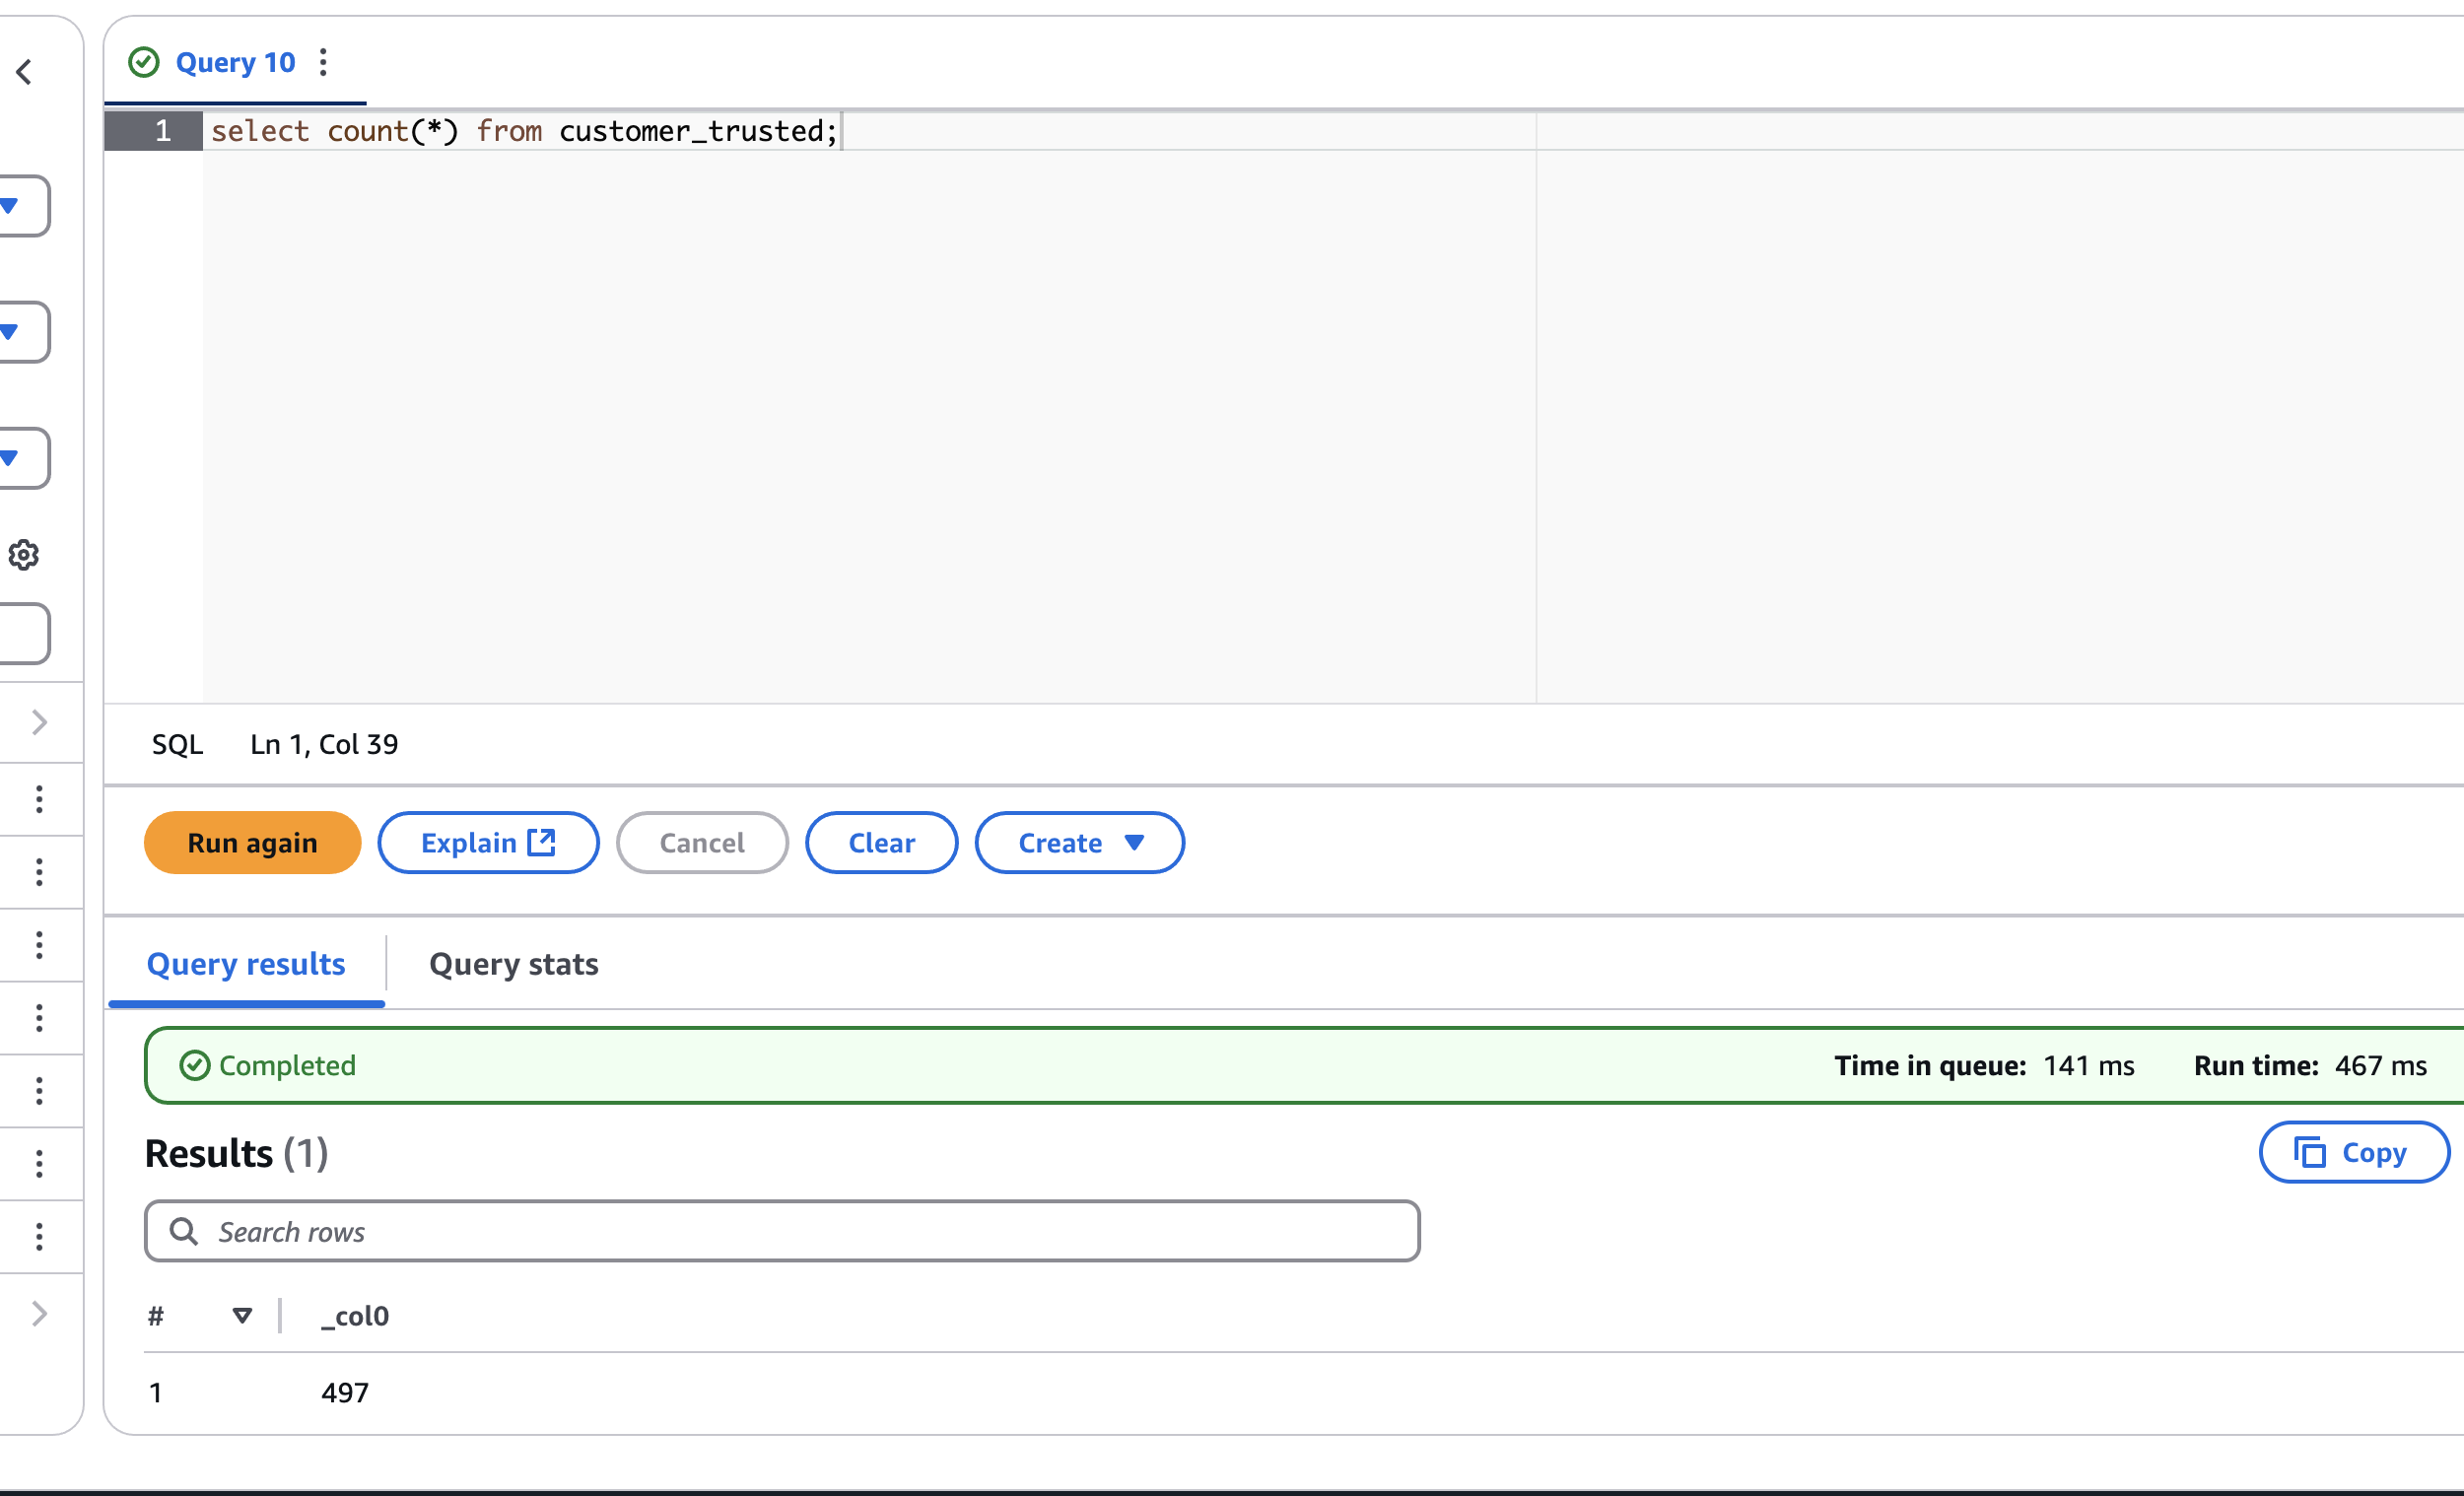 Query 10
1 select count(*) from customer_trusted;
SQL Ln 1, Col 39
Run again Explain Cancel Clear Create
Query results Query stats
Completed Time in queue: 141 ms Run time: 467 ms
Results (1) Copy
Search rows
# _col0
1 497